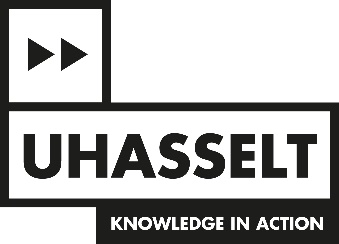 UHASSELT
KNOWLEDGE IN ACTION